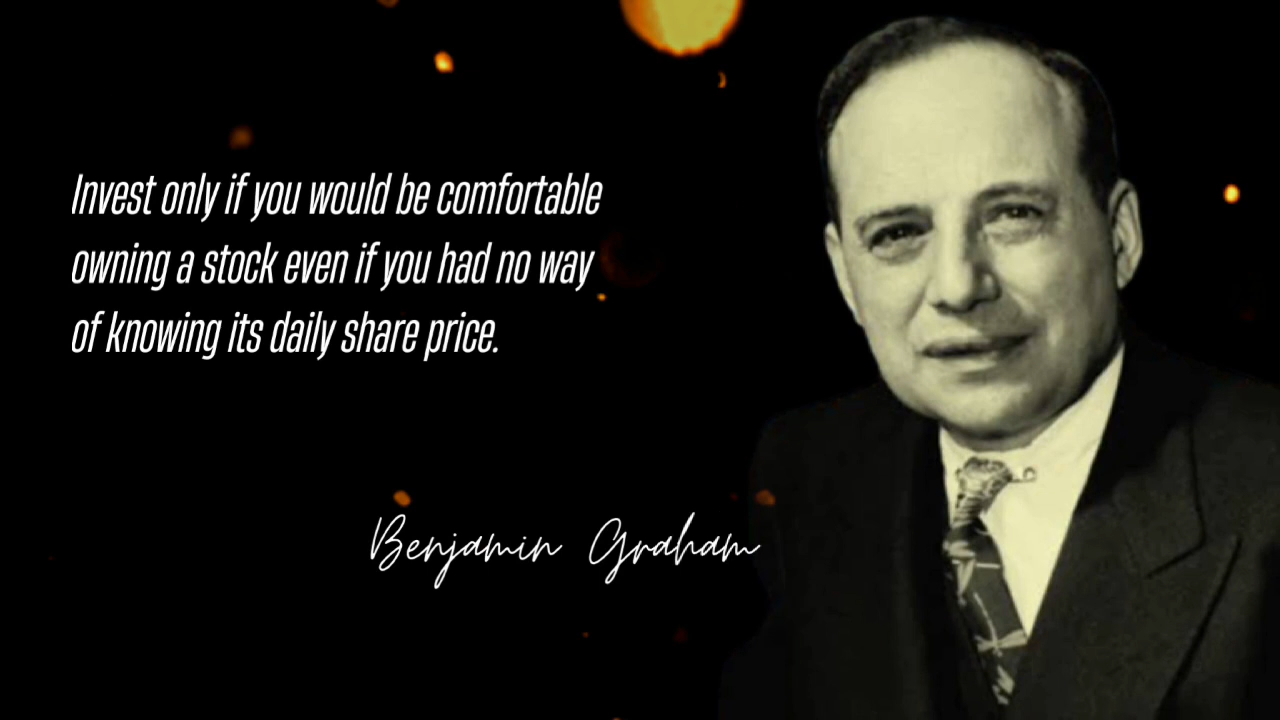 Invest only if you would be comfortable
owning a stock even if you had no way
of knowing its daily share price.
Benjamin Graham